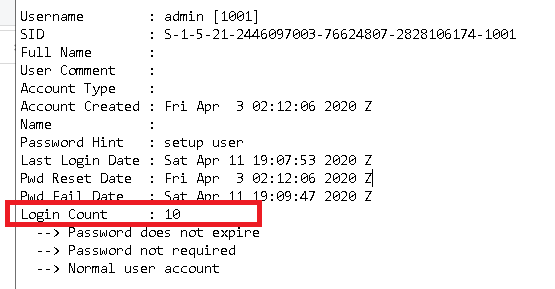 Username        : admin [1001]
SID             : S-1-5-21-2446097003-76624807-2828106174-1001
Full Name       :
User Comment    :
Account Type    :
Account Created : Fri Apr  3 02:12:06 2020 Z
Name            :
Password Hint   : setup user
Last Login Date : Sat Apr 11 19:07:53 2020 Z
Pwd Reset Date  : Fri Apr  3 02:12:06 2020 Z
Pwd Fail Date   : Sat Apr 11 19:09:47 2020 Z
Login Count     : 10
  --> Password does not expire
  --> Password not required
  --> Normal user account